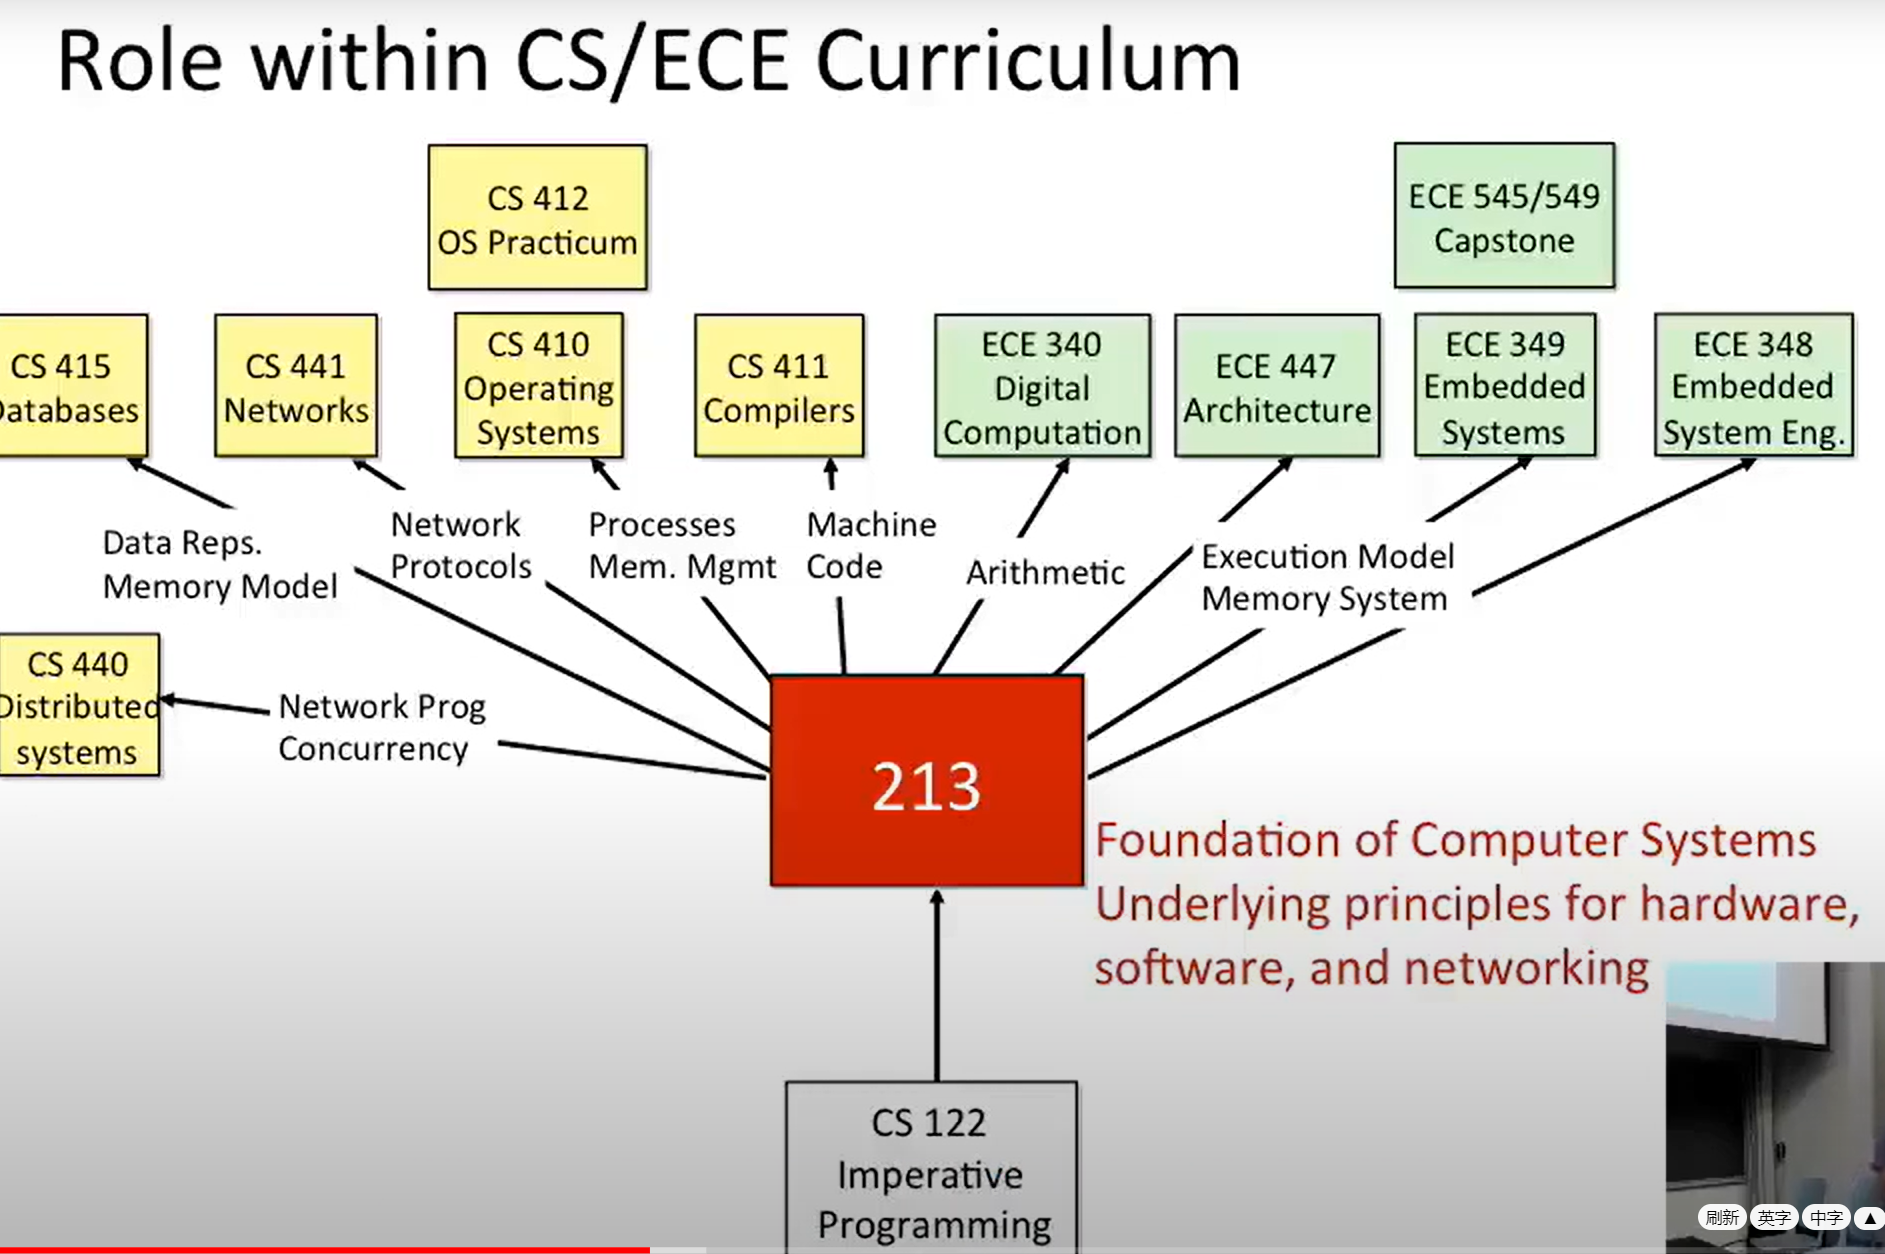 Role within CS/ECE Curriculum
CS 412
OS Practicum
ECE 545/549
Capstone
CS 415
Databases
CS 441
Networks
CS 410
Operating
Systems
CS 411
Compilers
ECE 340
Digital
Computation
ECE 447
Architecture
ECE 349
Embedded
Systems
ECE 348
Embedded
System Eng.
Data Reps.
Memory Model
Network
Protocols
Processes
Mem. Mgmt
Machine
Code
Arithmetic
Execution Model
Memory System
CS 440
Distributed
systems
Network Prog
Concurrency
213
Foundation of Computer Systems
Underlying principles for hardware,
software, and networking
CS 122
Imperative
Programming
刷新 英字 中字 ▲